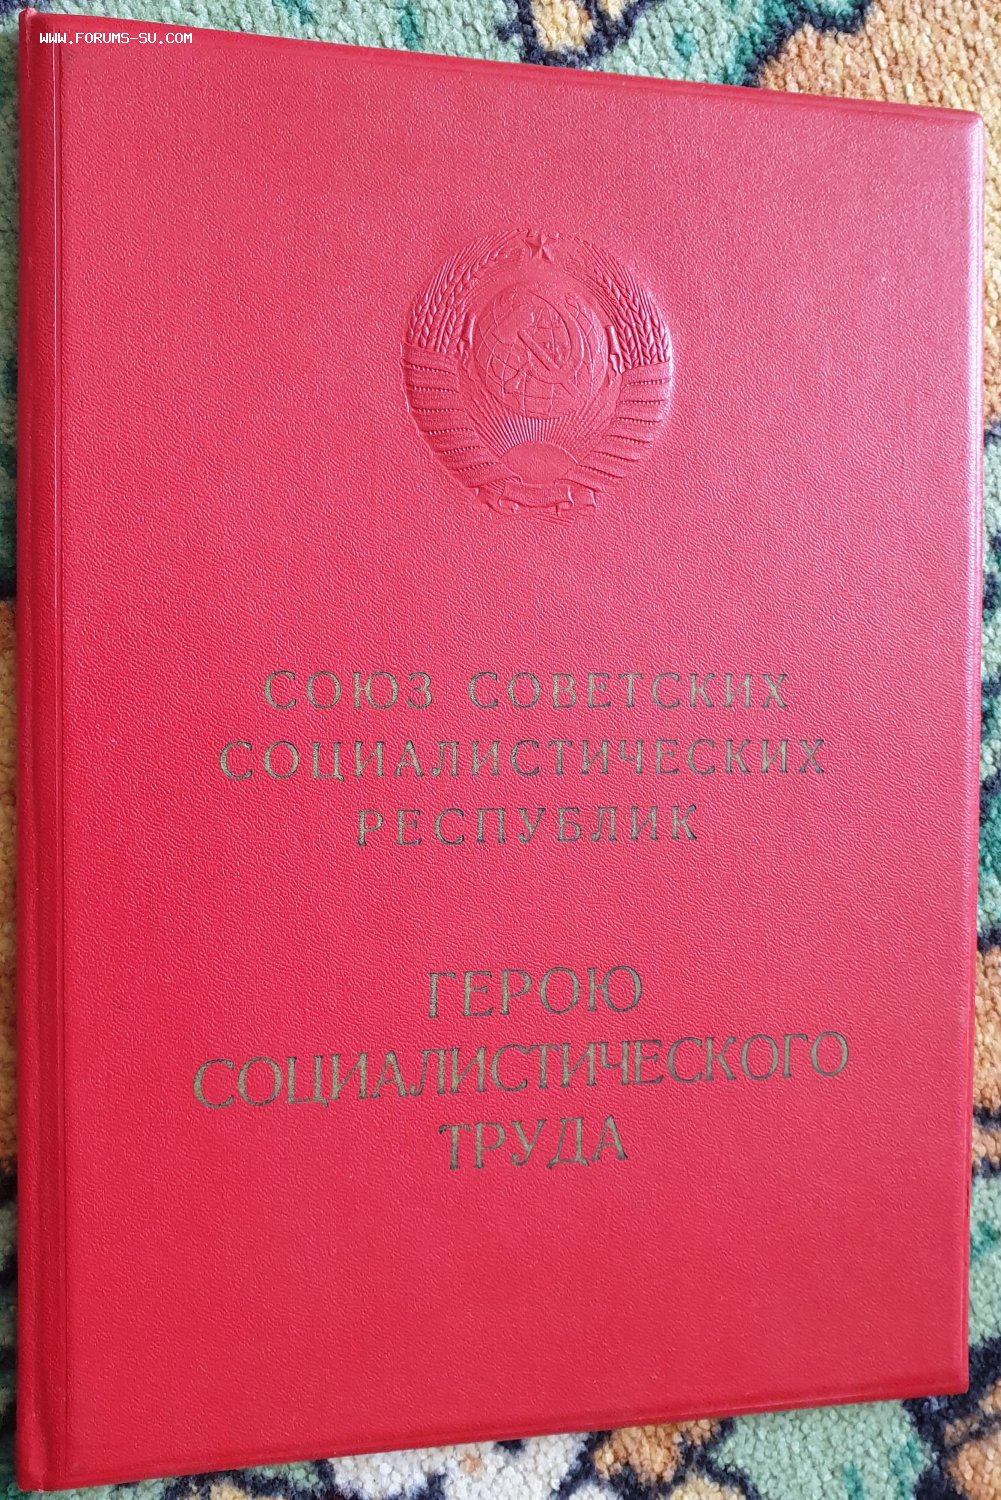 WWW.FORUMS-SU.COM
СОЮЗ СОВЕТСКИХ
СОЦИАЛИСТИЧЕСКИХ
РЕСПУБЛИК
ГЕРОЮ
СОЦИАЛИСТИЧЕСКОГО
ТРУДА